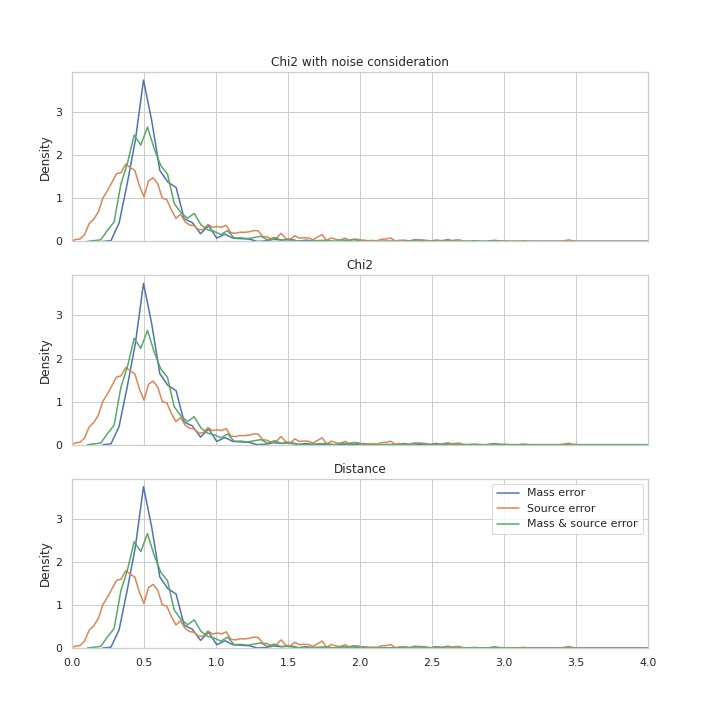 Chi2 with noise consideration
Density
3
2
1
0
Chi2
Density
3
2
1
0
Distance
Density
3
2
1
0
Mass error
Source error
Mass & source error
0.0 0.5 1.0 1.5 2.0 2.5 3.0 3.5 4.0